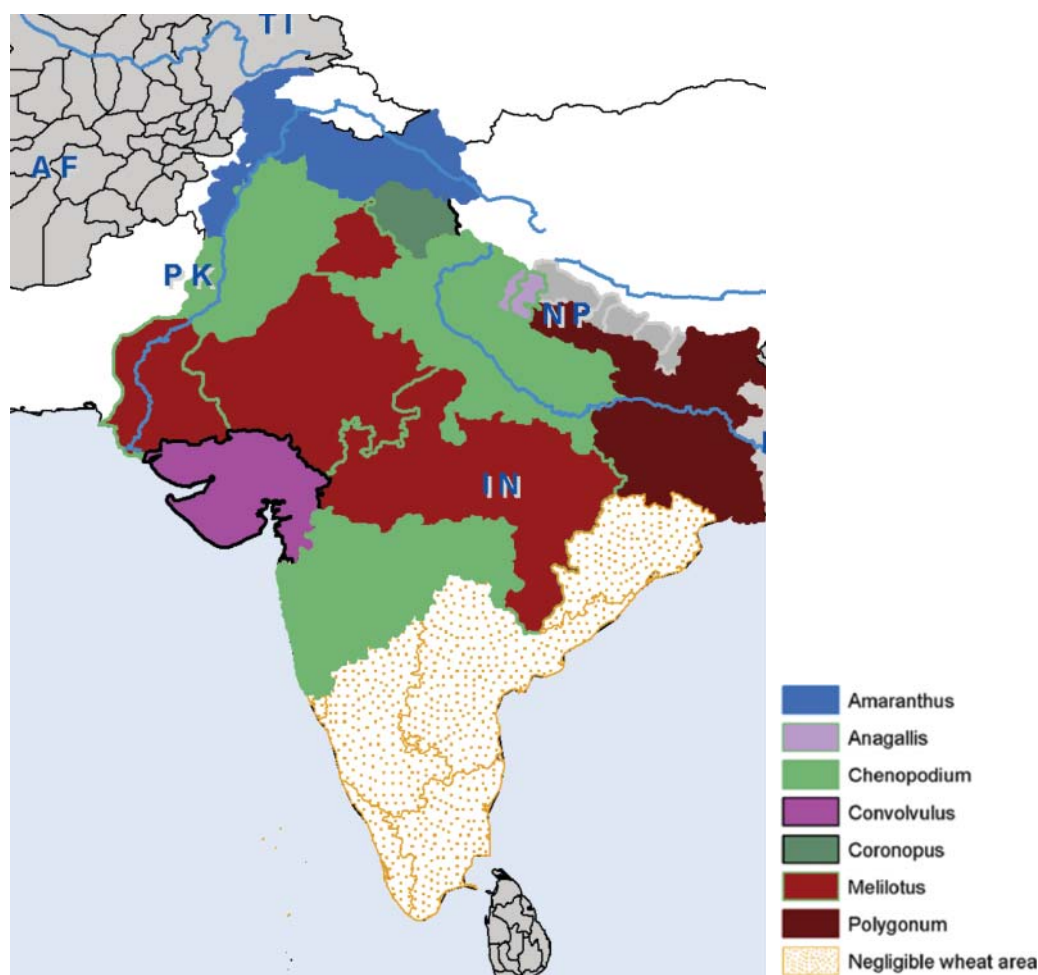 TI
AF
PK
NP
IN
Amaranthus
Anagallis
Chenopodium
Convolvulus
Coronopus
Melilotus
Polygonum
Negligible wheat area